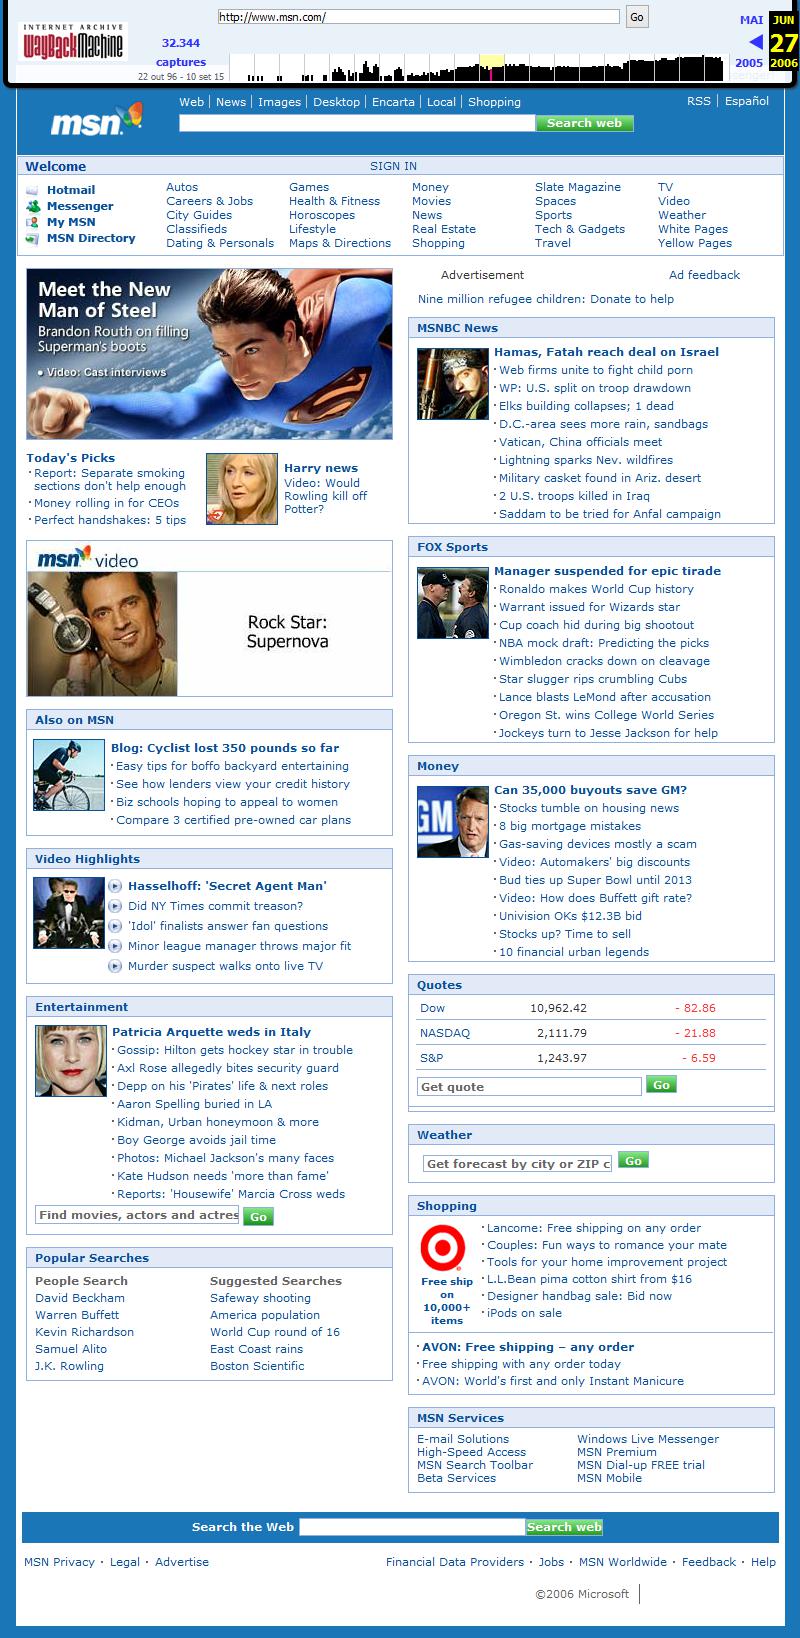 INTERNET ARCHIVE
WayBackMachine
http://www.msn.com/
Go
32.344
captures
22 out 96 - 10 set 15
MAI
JUN
27
2005
2006
msn
Web | News | Images | Desktop | Encarta | Local | Shopping
RSS | Español
Search web
Welcome
SIGN IN
Hotmail
Messenger
My MSN
MSN Directory
Autos
Careers & Jobs
City Guides
Classifieds
Dating & Personals
Games
Health & Fitness
Horoscopes
Lifestyle
Maps & Directions
Money
Movies
News
Real Estate
Shopping
Slate Magazine
Spaces
Sports
Tech & Gadgets
Travel
TV
Video
Weather
White Pages
Yellow Pages
Meet the New
Man of Steel
Brandon Routh on filling
Superman's boots
• Video: Cast interviews
Today's Picks
· Report: Separate smoking
sections don't help enough
· Money rolling in for CEOs
· Perfect handshakes: 5 tips
Harry news
Video: Would
Rowling kill off
Potter?
msn video
Rock Star:
Supernova
Also on MSN
Blog: Cyclist lost 350 pounds so far
· Easy tips for boffo backyard entertaining
· See how lenders view your credit history
· Biz schools hoping to appeal to women
· Compare 3 certified pre-owned car plans
Video Highlights
Hasselhoff: 'Secret Agent Man'
Did NY Times commit treason?
'Idol' finalists answer fan questions
Minor league manager throws major fit
Murder suspect walks onto live TV
Entertainment
Patricia Arquette weds in Italy
· Gossip: Hilton gets hockey star in trouble
· Axl Rose allegedly bites security guard
· Depp on his 'Pirates' life & next roles
· Aaron Spelling buried in LA
· Kidman, Urban honeymoon & more
· Boy George avoids jail time
· Photos: Michael Jackson's many faces
· Kate Hudson needs 'more than fame'
· Reports: 'Housewife' Marcia Cross weds
Find movies, actors and actres
Go
Popular Searches
People Search
David Beckham
Warren Buffett
Kevin Richardson
Samuel Alito
J.K. Rowling
Suggested Searches
Safeway shooting
America population
World Cup round of 16
East Coast rains
Boston Scientific
Advertisement
Ad feedback
Nine million refugee children: Donate to help
MSNBC News
Hamas, Fatah reach deal on Israel
· Web firms unite to fight child porn
· WP: U.S. split on troop drawdown
· Elks building collapses; 1 dead
· D.C.-area sees more rain, sandbags
· Vatican, China officials meet
· Lightning sparks Nev. wildfires
· Military casket found in Ariz. desert
· 2 U.S. troops killed in Iraq
· Saddam to be tried for Anfal campaign
FOX Sports
Manager suspended for epic tirade
· Ronaldo makes World Cup history
· Warrant issued for Wizards star
· Cup coach hid during big shootout
· NBA mock draft: Predicting the picks
· Wimbledon cracks down on cleavage
· Star slugger rips crumbling Cubs
· Lance blasts LeMond after accusation
· Oregon St. wins College World Series
· Jockeys turn to Jesse Jackson for help
Money
GM
Can 35,000 buyouts save GM?
· Stocks tumble on housing news
· 8 big mortgage mistakes
· Gas-saving devices mostly a scam
· Video: Automakers' big discounts
· Bud ties up Super Bowl until 2013
· Video: How does Buffett gift rate?
· Univision OKs $12.3B bid
· Stocks up? Time to sell
· 10 financial urban legends
Quotes
Dow 10,962.42 - 82.86
NASDAQ 2,111.79 - 21.88
S&P 1,243.97 - 6.59
Get quote
Go
Weather
Get forecast by city or ZIP c
Go
Shopping
Free ship
on
10,000+
items
· Lancome: Free shipping on any order
· Couples: Fun ways to romance your mate
· Tools for your home improvement project
· L.L.Bean pima cotton shirt from $16
· Designer handbag sale: Bid now
· iPods on sale
· AVON: Free shipping – any order
· Free shipping with any order today
· AVON: World's first and only Instant Manicure
MSN Services
E-mail Solutions
High-Speed Access
MSN Search Toolbar
Beta Services
Windows Live Messenger
MSN Premium
MSN Dial-up FREE trial
MSN Mobile
Search the Web
Search web
MSN Privacy · Legal · Advertise
Financial Data Providers · Jobs · MSN Worldwide · Feedback · Help
©2006 Microsoft